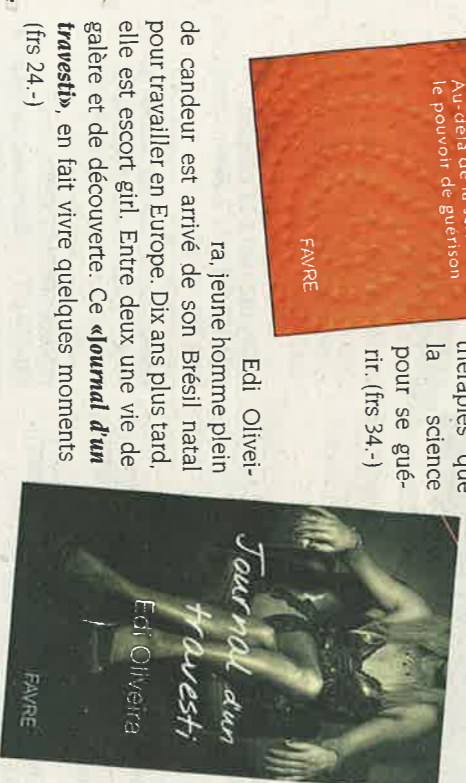 Au-delà de la
le pouvoir de guérison
FAVRE
thérapies que
la science
pour se gué-
rir. (frs 34.-)
Edi Olivei-
ra, jeune homme plein
de candeur est arrivé de son Brésil natal
pour travailler en Europe. Dix ans plus tard,
elle est escort girl. Entre deux une vie de
galère et de découverte. Ce «Journal d'un
travesti», en fait vivre quelques moments
(frs 24.-)
Journal d'un
travesti
Edi Oliveira
FAVRE